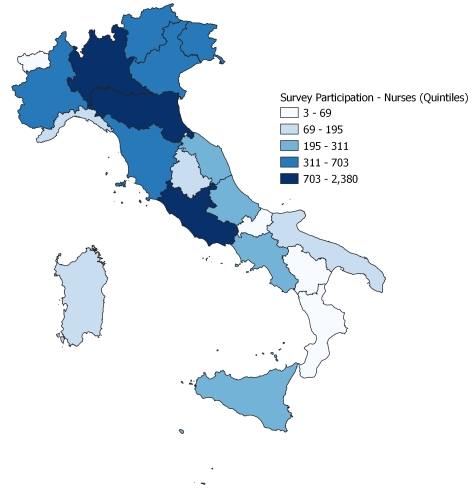 Survey Participation - Nurses (Quintiles)
3 - 69
69 - 195
195 - 311
311 - 703
703 - 2,380